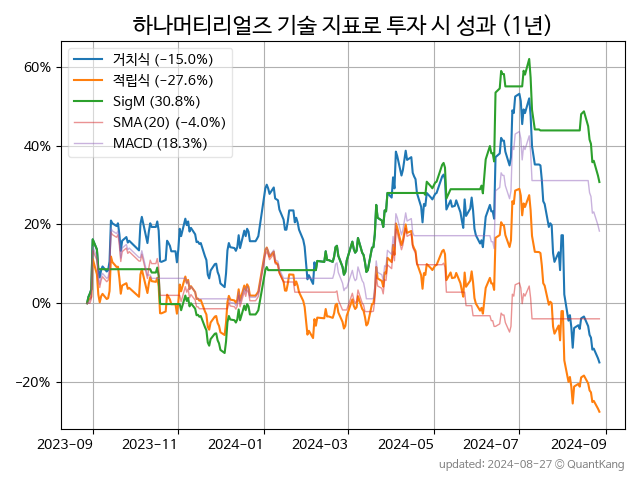 하나머티리얼즈 기술 지표로 투자 시 성과 (1년)
거치식 (−15.0%)
적립식 (−27.6%)
SigM (30.8%)
SMA(20) (−4.0%)
MACD (18.3%)
60%
40%
20%
0%
−20%
2023-09 2023-11 2024-01 2024-03 2024-05 2024-07 2024-09
updated: 2024-08-27 © QuantKang